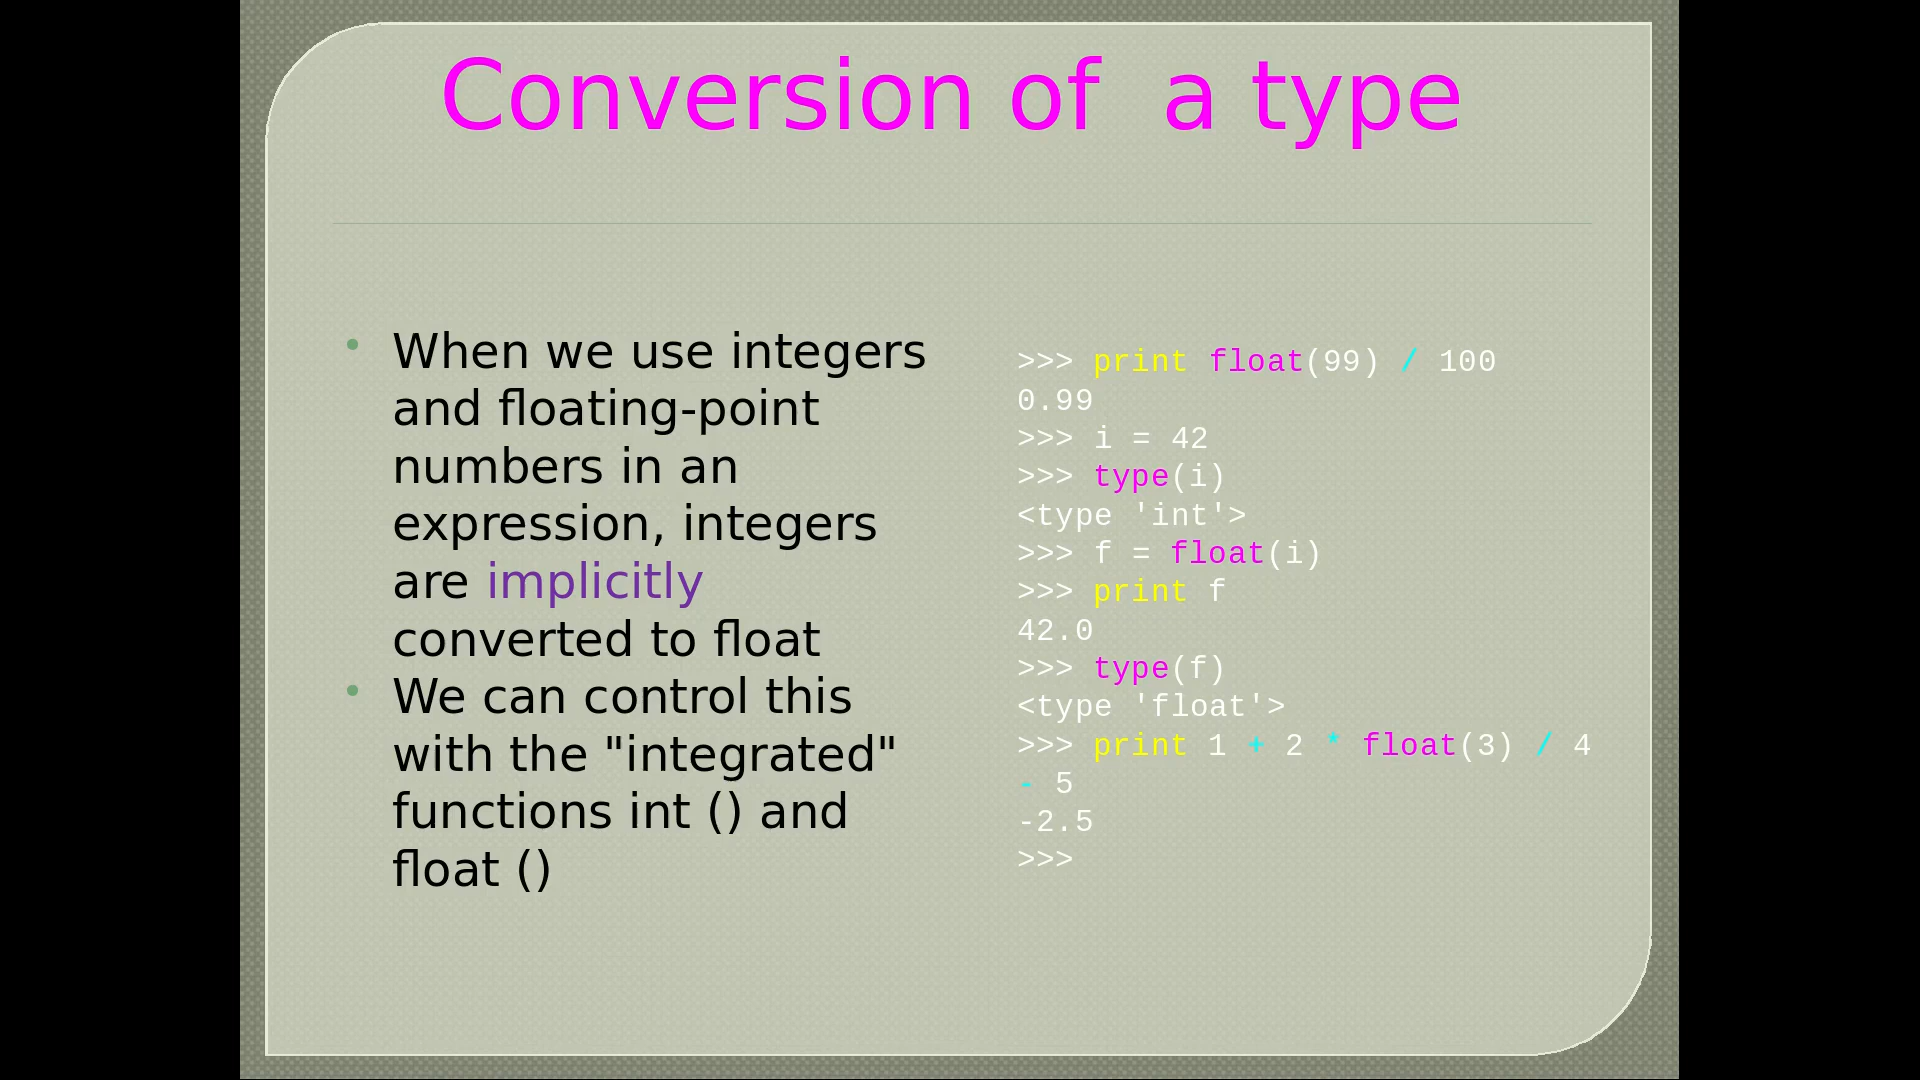 Conversion of  a type
When we use integers
and floating-point
numbers in an
expression, integers
are implicitly
converted to float
We can control this
with the "integrated"
functions int () and
float ()
>>> print float(99) / 100
0.99
>>> i = 42
>>> type(i)
<type 'int'>
>>> f = float(i)
>>> print f
42.0
>>> type(f)
<type 'float'>
>>> print 1 + 2 * float(3) / 4
- 5
-2.5
>>>